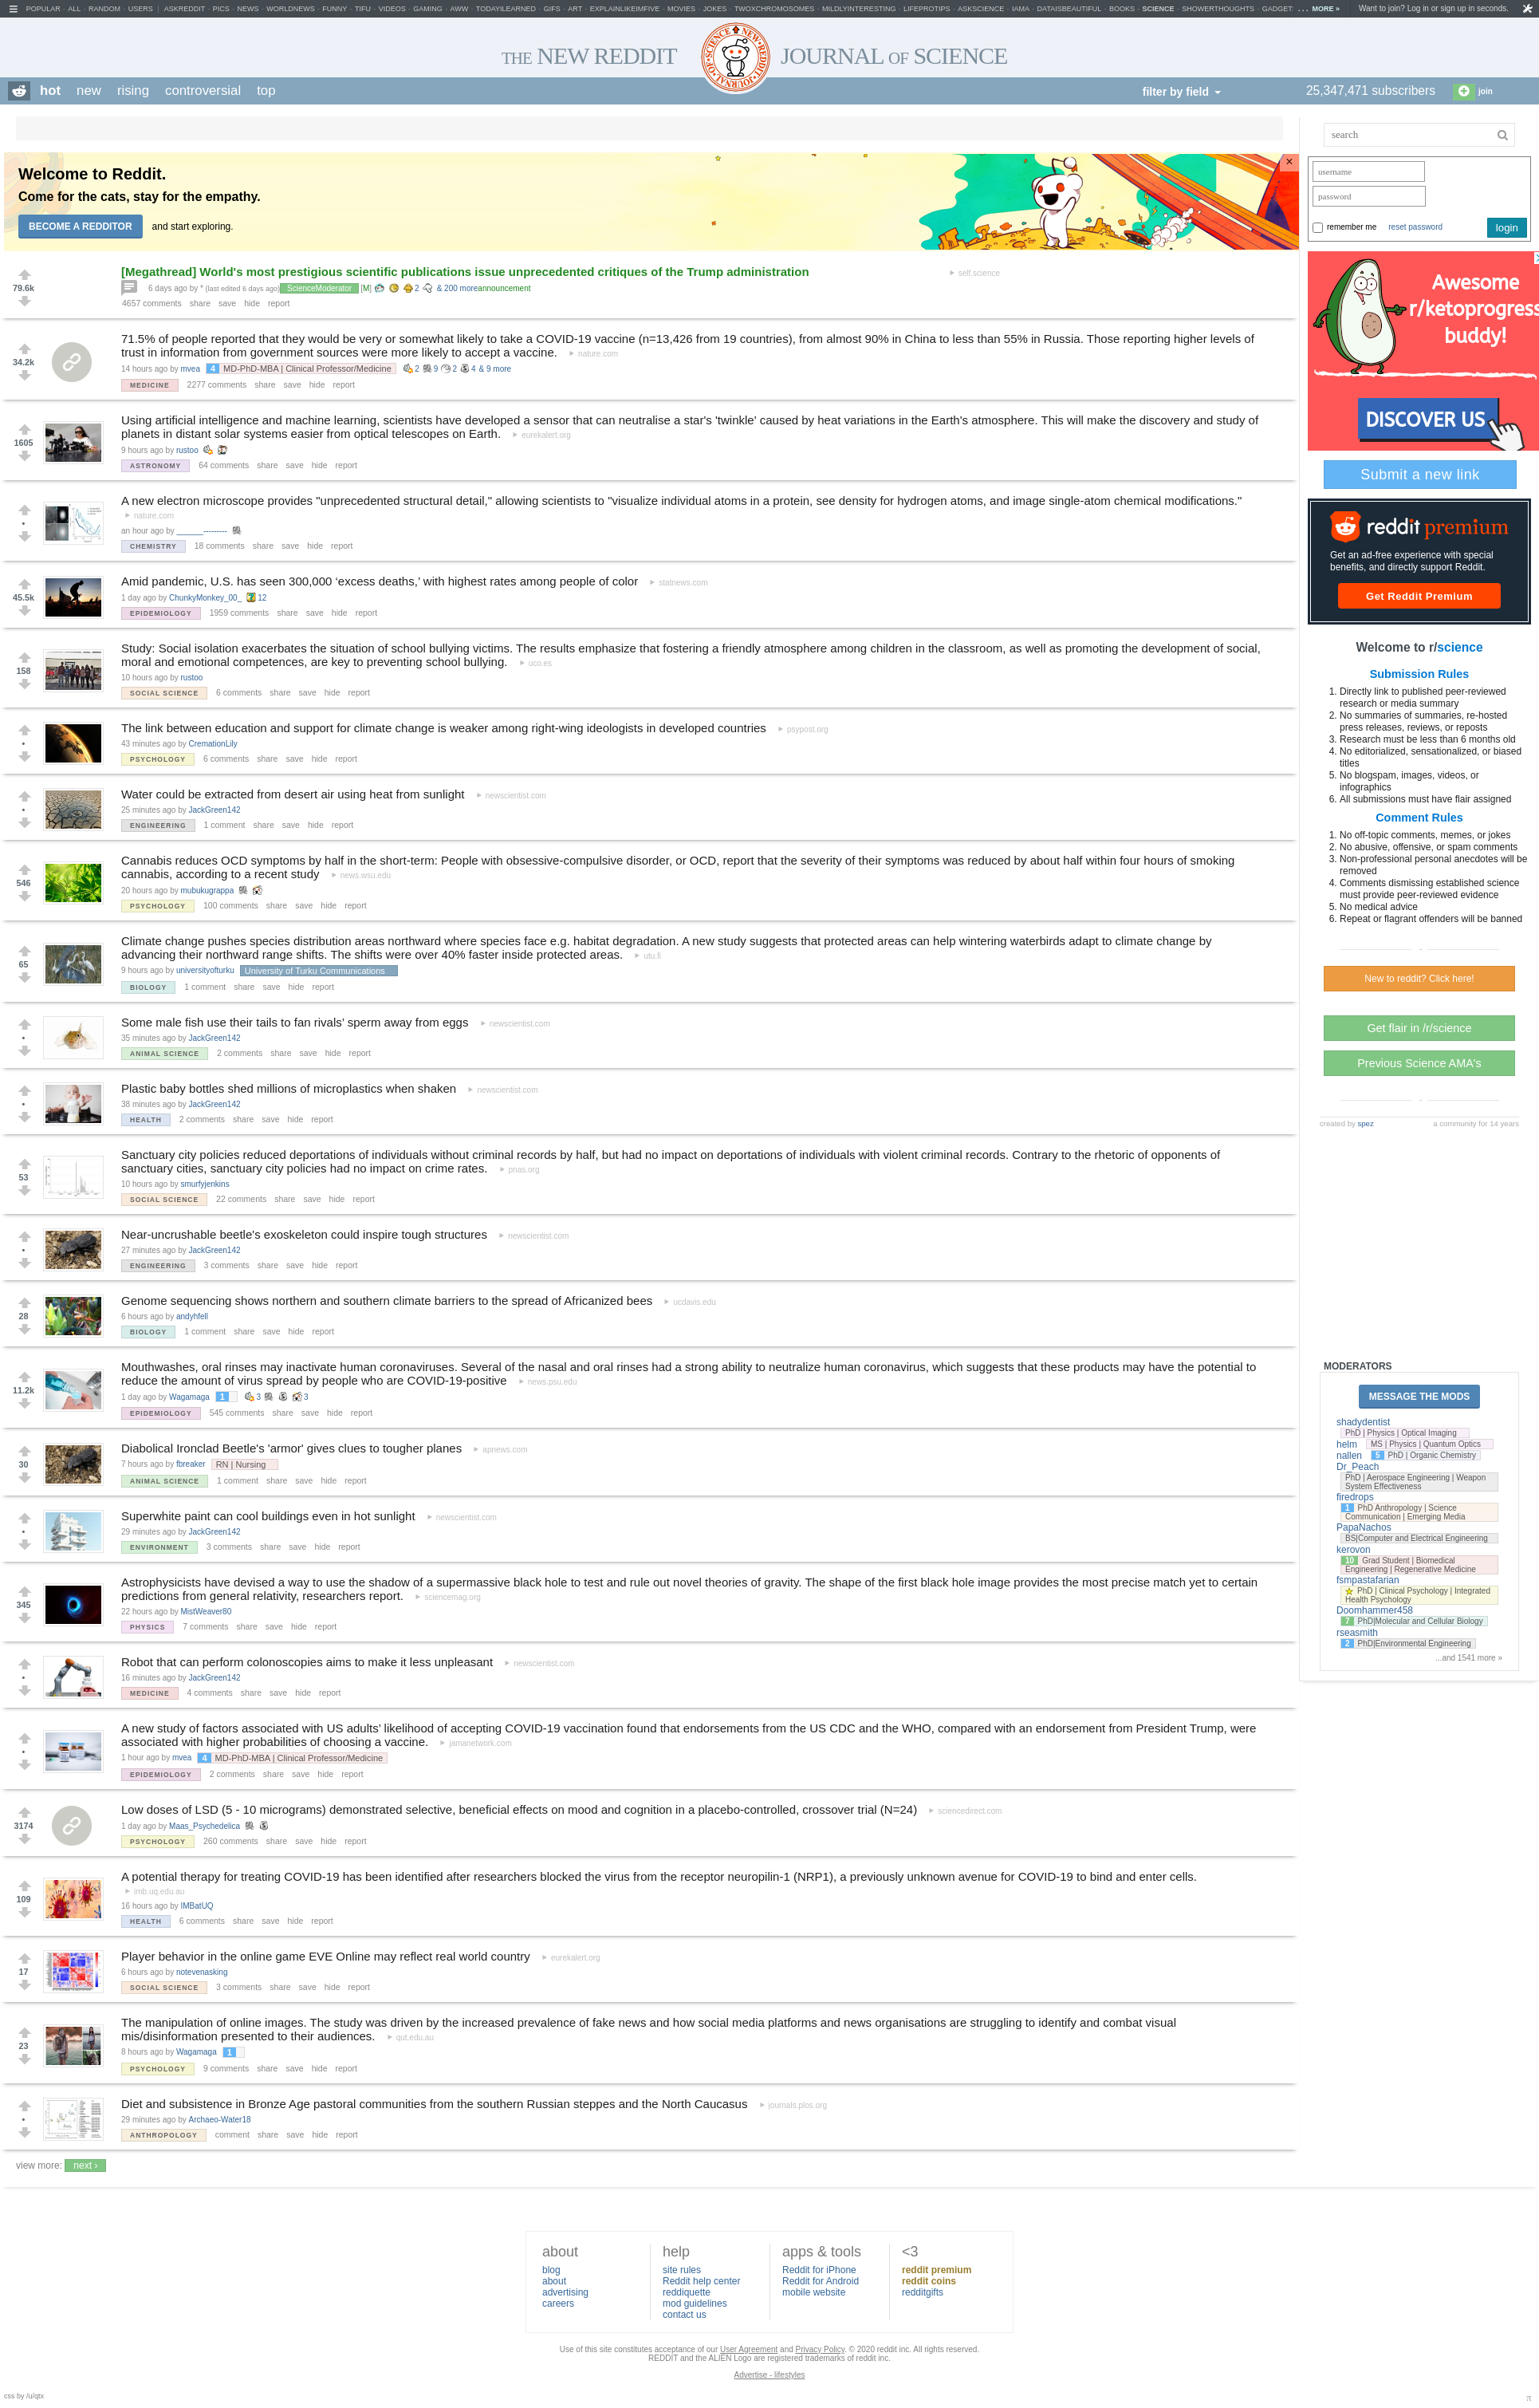 POPULAR - ALL - RANDOM - USERS | ASKREDDIT - PICS - NEWS - WORLDNEWS - FUNNY - TIFU - VIDEOS - GAMING - AWW - TODAYILEARNED - GIFS - ART - EXPLAINLIKEIMFIVE - MOVIES - JOKES - TWOXCHROMOSOMES - MILDLYINTERESTING - LIFEPROTIPS - ASKSCIENCE - IAMA - DATAISBEAUTIFUL - BOOKS - SCIENCE - SHOWERTHOUGHTS - GADGET ... MORE »
Want to join? Log in or sign up in seconds.
THE NEW REDDIT JOURNAL OF SCIENCE
hot new rising controversial top
filter by field
25,347,471 subscribers join
Welcome to Reddit.
Come for the cats, stay for the empathy.
BECOME A REDDITOR and start exploring.
79.6k
[Megathread] World's most prestigious scientific publications issue unprecedented critiques of the Trump administration self.science
6 days ago by * (last edited 6 days ago) ScienceModerator [M] 2 & 200 more announcement
4657 comments share save hide report
34.2k
71.5% of people reported that they would be very or somewhat likely to take a COVID-19 vaccine (n=13,426 from 19 countries), from almost 90% in China to less than 55% in Russia. Those reporting higher levels of
trust in information from government sources were more likely to accept a vaccine. nature.com
14 hours ago by mvea 4 MD-PhD-MBA | Clinical Professor/Medicine 2 9 2 4 & 9 more
MEDICINE 2277 comments share save hide report
1605
Using artificial intelligence and machine learning, scientists have developed a sensor that can neutralise a star's 'twinkle' caused by heat variations in the Earth's atmosphere. This will make the discovery and study of
planets in distant solar systems easier from optical telescopes on Earth. eurekalert.org
9 hours ago by rustoo
ASTRONOMY 64 comments share save hide report
•
A new electron microscope provides "unprecedented structural detail," allowing scientists to "visualize individual atoms in a protein, see density for hydrogen atoms, and image single-atom chemical modifications."
nature.com
an hour ago by ______---------
CHEMISTRY 18 comments share save hide report
45.5k
Amid pandemic, U.S. has seen 300,000 ‘excess deaths,’ with highest rates among people of color statnews.com
1 day ago by ChunkyMonkey_00_ 12
EPIDEMIOLOGY 1959 comments share save hide report
158
Study: Social isolation exacerbates the situation of school bullying victims. The results emphasize that fostering a friendly atmosphere among children in the classroom, as well as promoting the development of social,
moral and emotional competences, are key to preventing school bullying. uco.es
10 hours ago by rustoo
SOCIAL SCIENCE 6 comments share save hide report
•
The link between education and support for climate change is weaker among right-wing ideologists in developed countries psypost.org
43 minutes ago by CremationLily
PSYCHOLOGY 6 comments share save hide report
•
Water could be extracted from desert air using heat from sunlight newscientist.com
25 minutes ago by JackGreen142
ENGINEERING 1 comment share save hide report
546
Cannabis reduces OCD symptoms by half in the short-term: People with obsessive-compulsive disorder, or OCD, report that the severity of their symptoms was reduced by about half within four hours of smoking
cannabis, according to a recent study news.wsu.edu
20 hours ago by mubukugrappa
PSYCHOLOGY 100 comments share save hide report
65
Climate change pushes species distribution areas northward where species face e.g. habitat degradation. A new study suggests that protected areas can help wintering waterbirds adapt to climate change by
advancing their northward range shifts. The shifts were over 40% faster inside protected areas. utu.fi
9 hours ago by universityofturku University of Turku Communications
BIOLOGY 1 comment share save hide report
•
Some male fish use their tails to fan rivals’ sperm away from eggs newscientist.com
35 minutes ago by JackGreen142
ANIMAL SCIENCE 2 comments share save hide report
•
Plastic baby bottles shed millions of microplastics when shaken newscientist.com
38 minutes ago by JackGreen142
HEALTH 2 comments share save hide report
53
Sanctuary city policies reduced deportations of individuals without criminal records by half, but had no impact on deportations of individuals with violent criminal records. Contrary to the rhetoric of opponents of
sanctuary cities, sanctuary city policies had no impact on crime rates. pnas.org
10 hours ago by smurfyjenkins
SOCIAL SCIENCE 22 comments share save hide report
•
Near-uncrushable beetle's exoskeleton could inspire tough structures newscientist.com
27 minutes ago by JackGreen142
ENGINEERING 3 comments share save hide report
28
Genome sequencing shows northern and southern climate barriers to the spread of Africanized bees ucdavis.edu
6 hours ago by andyhfell
BIOLOGY 1 comment share save hide report
11.2k
Mouthwashes, oral rinses may inactivate human coronaviruses. Several of the nasal and oral rinses had a strong ability to neutralize human coronavirus, which suggests that these products may have the potential to
reduce the amount of virus spread by people who are COVID-19-positive news.psu.edu
1 day ago by Wagamaga 1 3 3
EPIDEMIOLOGY 545 comments share save hide report
30
Diabolical Ironclad Beetle's 'armor' gives clues to tougher planes apnews.com
7 hours ago by fbreaker RN | Nursing
ANIMAL SCIENCE 1 comment share save hide report
•
Superwhite paint can cool buildings even in hot sunlight newscientist.com
29 minutes ago by JackGreen142
ENVIRONMENT 3 comments share save hide report
345
Astrophysicists have devised a way to use the shadow of a supermassive black hole to test and rule out novel theories of gravity. The shape of the first black hole image provides the most precise match yet to certain
predictions from general relativity, researchers report. sciencemag.org
22 hours ago by MistWeaver80
PHYSICS 7 comments share save hide report
•
Robot that can perform colonoscopies aims to make it less unpleasant newscientist.com
16 minutes ago by JackGreen142
MEDICINE 4 comments share save hide report
•
A new study of factors associated with US adults’ likelihood of accepting COVID-19 vaccination found that endorsements from the US CDC and the WHO, compared with an endorsement from President Trump, were
associated with higher probabilities of choosing a vaccine. jamanetwork.com
1 hour ago by mvea 4 MD-PhD-MBA | Clinical Professor/Medicine
EPIDEMIOLOGY 2 comments share save hide report
3174
Low doses of LSD (5 - 10 micrograms) demonstrated selective, beneficial effects on mood and cognition in a placebo-controlled, crossover trial (N=24) sciencedirect.com
1 day ago by Maas_Psychedelica
PSYCHOLOGY 260 comments share save hide report
109
A potential therapy for treating COVID-19 has been identified after researchers blocked the virus from the receptor neuropilin-1 (NRP1), a previously unknown avenue for COVID-19 to bind and enter cells.
imb.uq.edu.au
16 hours ago by IMBatUQ
HEALTH 6 comments share save hide report
17
Player behavior in the online game EVE Online may reflect real world country eurekalert.org
6 hours ago by notevenasking
SOCIAL SCIENCE 3 comments share save hide report
23
The manipulation of online images. The study was driven by the increased prevalence of fake news and how social media platforms and news organisations are struggling to identify and combat visual
mis/disinformation presented to their audiences. qut.edu.au
8 hours ago by Wagamaga 1
PSYCHOLOGY 9 comments share save hide report
•
Diet and subsistence in Bronze Age pastoral communities from the southern Russian steppes and the North Caucasus journals.plos.org
29 minutes ago by Archaeo-Water18
ANTHROPOLOGY comment share save hide report
view more: next ›
search
username
password
remember me reset password login
Awesome
r/ketoprogress
buddy!
DISCOVER US
Submit a new link
reddit premium
Get an ad-free experience with special
benefits, and directly support Reddit.
Get Reddit Premium
Welcome to r/science
Submission Rules
1. Directly link to published peer-reviewed
research or media summary
2. No summaries of summaries, re-hosted
press releases, reviews, or reposts
3. Research must be less than 6 months old
4. No editorialized, sensationalized, or biased
titles
5. No blogspam, images, videos, or
infographics
6. All submissions must have flair assigned
Comment Rules
1. No off-topic comments, memes, or jokes
2. No abusive, offensive, or spam comments
3. Non-professional personal anecdotes will be
removed
4. Comments dismissing established science
must provide peer-reviewed evidence
5. No medical advice
6. Repeat or flagrant offenders will be banned
New to reddit? Click here!
Get flair in /r/science
Previous Science AMA's
created by spez a community for 14 years
MODERATORS
MESSAGE THE MODS
shadydentist
PhD | Physics | Optical Imaging
helm MS | Physics | Quantum Optics
nallen 5 PhD | Organic Chemistry
Dr_Peach
PhD | Aerospace Engineering | Weapon
System Effectiveness
firedrops
1 PhD Anthropology | Science
Communication | Emerging Media
PapaNachos
BS|Computer and Electrical Engineering
kerovon
10 Grad Student | Biomedical
Engineering | Regenerative Medicine
fsmpastafarian
PhD | Clinical Psychology | Integrated
Health Psychology
Doomhammer458
7 PhD|Molecular and Cellular Biology
rseasmith
2 PhD|Environmental Engineering
...and 1541 more »
about
blog
about
advertising
careers
help
site rules
Reddit help center
reddiquette
mod guidelines
contact us
apps & tools
Reddit for iPhone
Reddit for Android
mobile website
<3
reddit premium
reddit coins
redditgifts
Use of this site constitutes acceptance of our User Agreement and Privacy Policy. © 2020 reddit inc. All rights reserved.
REDDIT and the ALIEN Logo are registered trademarks of reddit inc.
Advertise - lifestyles
css by /u/qtx
π